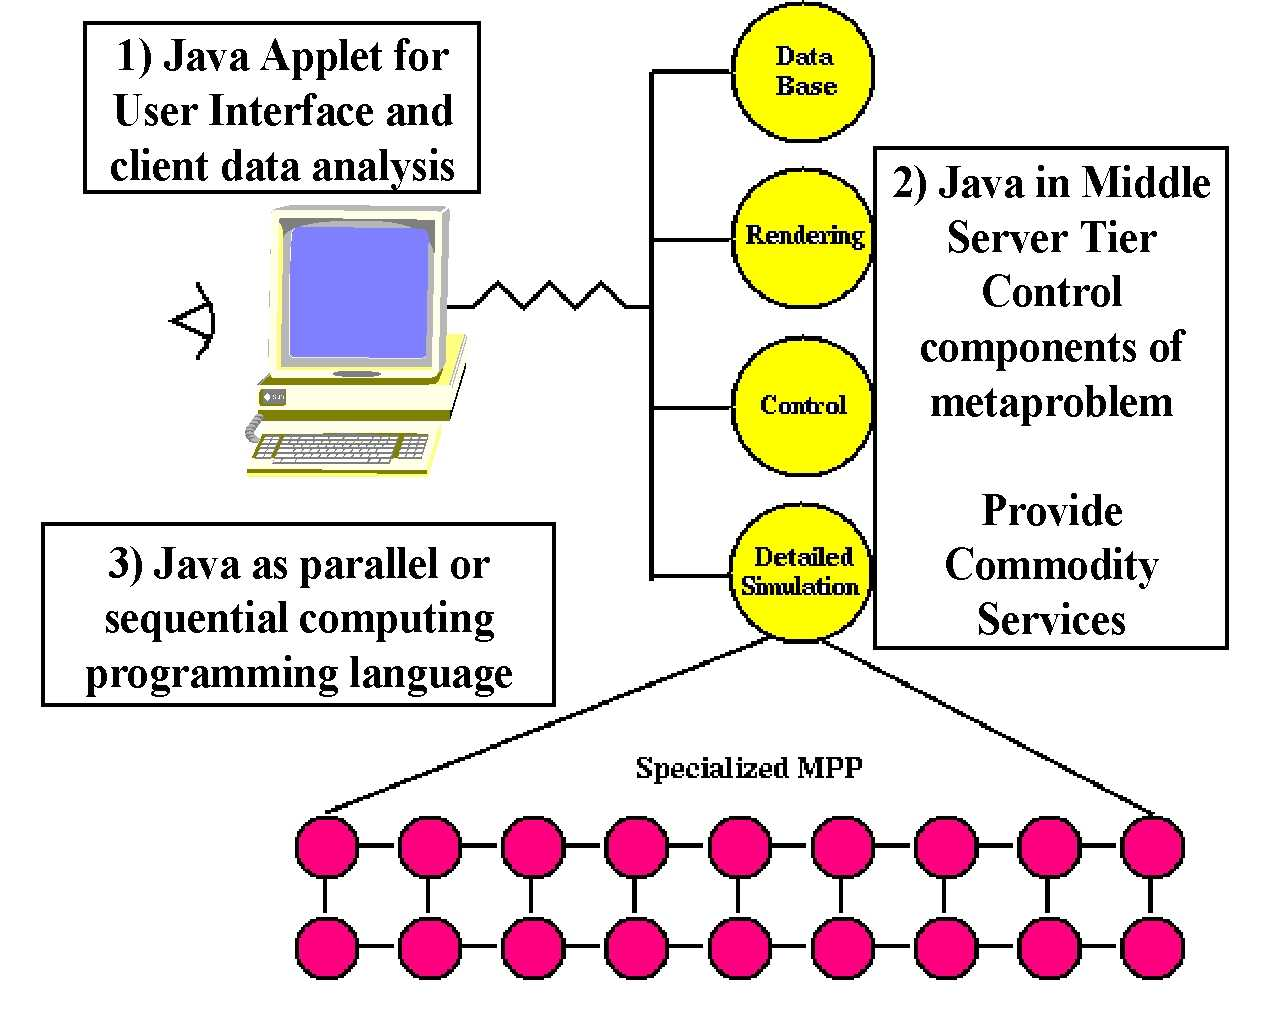 1) Java Applet for
User Interface and
client data analysis
Data
Base
Rendering
Control
Detailed
Simulation
2) Java in Middle
Server Tier
Control
components of
metaproblem
Provide
Commodity
Services
Sun
3) Java as parallel or
sequential computing
programming language
Specialized MPP